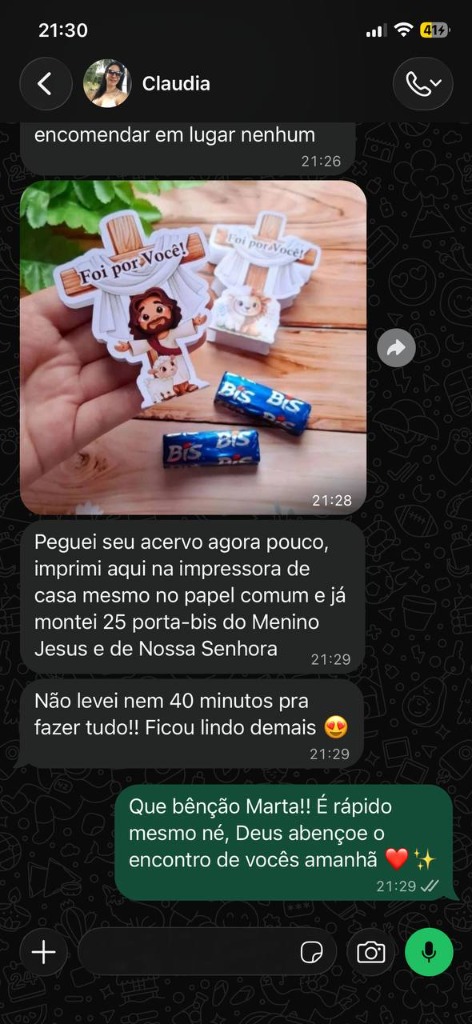 21:30
41
Claudia
encomendar em lugar nenhum
21:26
Foi por Você!
Foi por Você!
BIS BIS
BIS BIS
21:28
Peguei seu acervo agora pouco,
imprimi aqui na impressora de
casa mesmo no papel comum e já
montei 25 porta-bis do Menino
Jesus e de Nossa Senhora
21:29
Não levei nem 40 minutos pra
fazer tudo!! Ficou lindo demais 😍
21:29
Que bênção Marta!! É rápido
mesmo né, Deus abençoe o
encontro de vocês amanhã ❤️✨
21:29